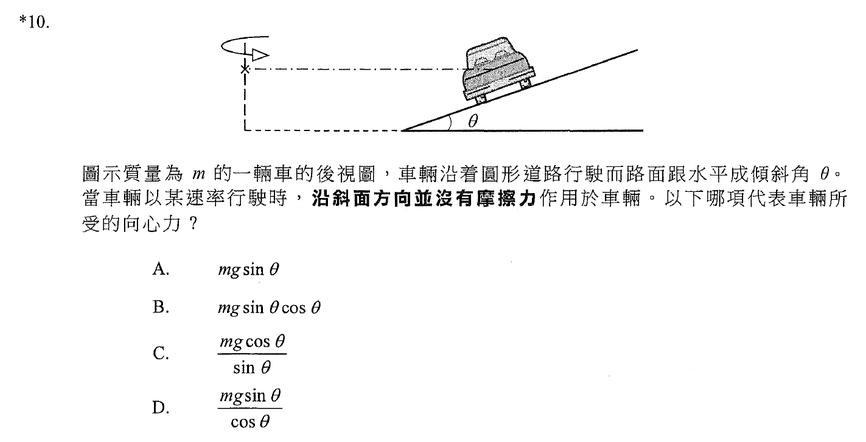 *10.
θ
圖示質量為 m 的一輛車的後視圖，車輛沿着圓形道路行駛而路面跟水平成傾斜角 θ。
當車輛以某速率行駛時，沿斜面方向並沒有摩擦力作用於車輛。以下哪項代表車輛所
受的向心力？
A. mg sin θ
B. mg sin θ cos θ
C. mg cos θ / sin θ
D. mg sin θ / cos θ